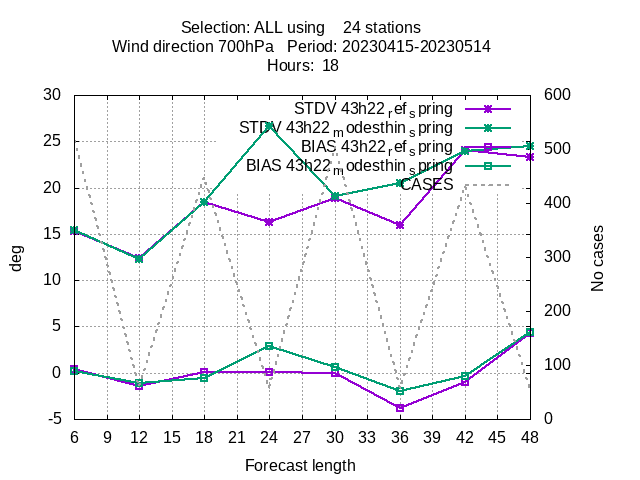 Selection: ALL using    24 stations
Wind direction 700hPa   Period: 20230415-20230514
Hours:  18
STDV 43h22_ref_spring
STDV 43h22_modesthin_spring
BIAS 43h22_ref_spring
BIAS 43h22_modesthin_spring
CASES
30
25
20
15
10
5
0
-5
deg
600
500
400
300
200
100
0
No cases
6 9 12 15 18 21 24 27 30 33 36 39 42 45 48
Forecast length